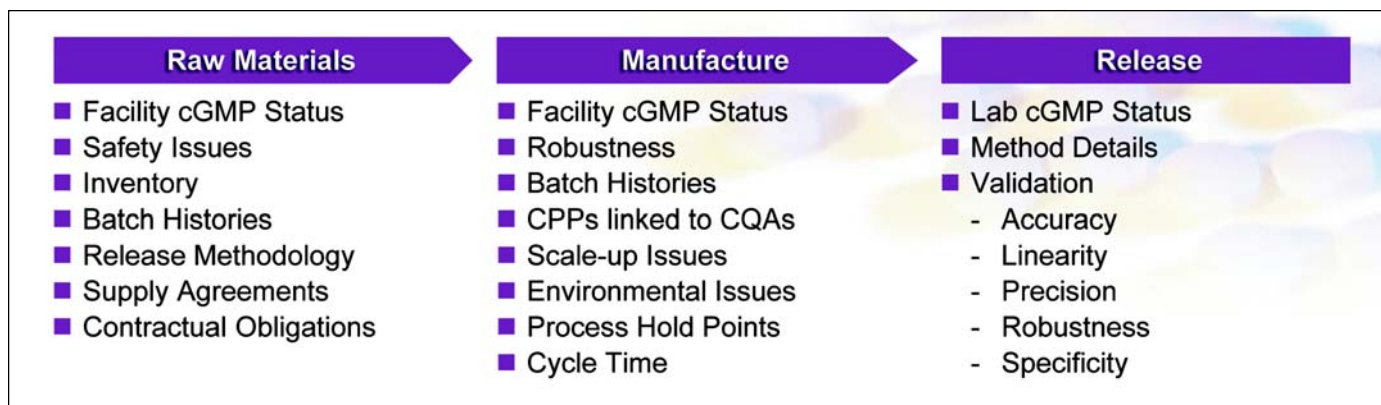 Raw Materials
■ Facility cGMP Status
■ Safety Issues
■ Inventory
■ Batch Histories
■ Release Methodology
■ Supply Agreements
■ Contractual Obligations
Manufacture
■ Facility cGMP Status
■ Robustness
■ Batch Histories
■ CPPs linked to CQAs
■ Scale-up Issues
■ Environmental Issues
■ Process Hold Points
■ Cycle Time
Release
■ Lab cGMP Status
■ Method Details
■ Validation
- Accuracy
- Linearity
- Precision
- Robustness
- Specificity